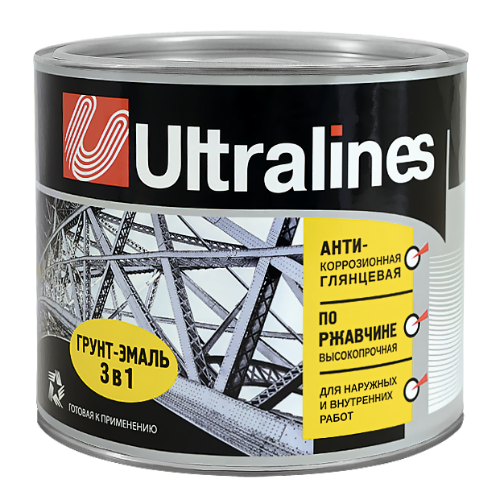 Ultralines
АНТИ-
КОРРОЗИОННАЯ
ГЛЯНЦЕВАЯ
ПО
РЖАВЧИНЕ
ВЫСОКОПРОЧНАЯ
ДЛЯ НАРУЖНЫХ
И ВНУТРЕННИХ
РАБОТ
ГРУНТ-ЭМАЛЬ
3 в 1
ГОТОВАЯ К ПРИМЕНЕНИЮ